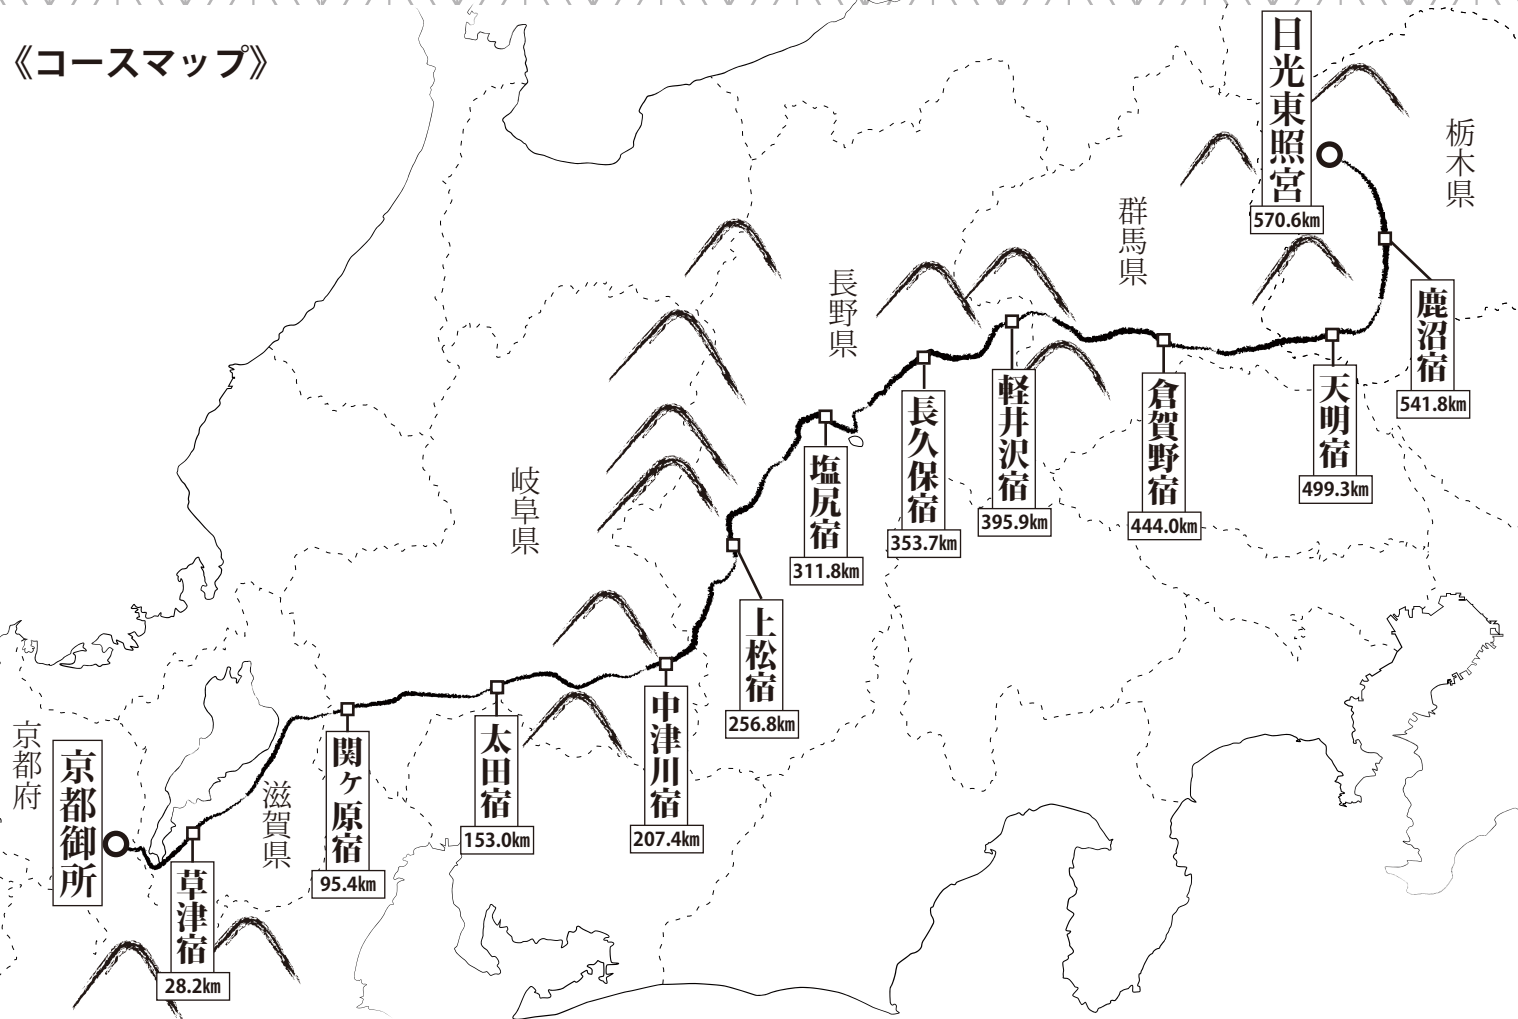 《コースマップ》
京都府
京都御所
草津宿
28.2km
滋賀県
関ヶ原宿
95.4km
太田宿
153.0km
岐阜県
中津川宿
207.4km
上松宿
256.8km
塩尻宿
311.8km
長野県
長久保宿
353.7km
軽井沢宿
395.9km
群馬県
倉賀野宿
444.0km
天明宿
499.3km
鹿沼宿
541.8km
栃木県
日光東照宮
570.6km